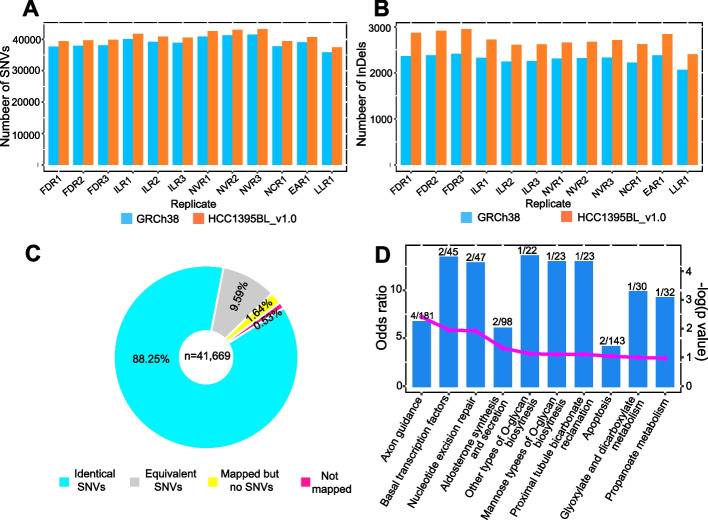 A
Numbeer of SNVs
40000
30000
20000
10000
FDR1 FDR2 FDR3 ILR1 ILR2 ILR3 NVR1 NVR2 NVR3 NCR1 EAR1 LLR1
Replicate
GRCh38 HCC1395BL_v1.0
B
Numbeer of InDels
3000
2000
1000
FDR1 FDR2 FDR3 ILR1 ILR2 ILR3 NVR1 NVR2 NVR3 NCR1 EAR1 LLR1
Replicate
GRCh38 HCC1395BL_v1.0
C
9.59%
1.64%
0.53%
88.25%
n=41,669
Identical SNVs
Equivalent SNVs
Mapped but no SNVs
Not mapped
D
Odds ratio
10
5
0
4/181 2/45 2/47 2/98 1/22 1/23 1/23 2/143 1/30 1/32
-log(p value)
4
3
2
1
0
Axon guidance
Basal transcription factors
Nucleotide excision repair
Aldosterone synthesis
and secretion
Other types of O-glycan
biosytnesis
Mannose typees of O-glycan
biosytnesis
Proximal tubule bicarbonate
reclamation
Apoptosis
Glyoxylate and dicarboxylate
metabolism
Propanoate metabolism